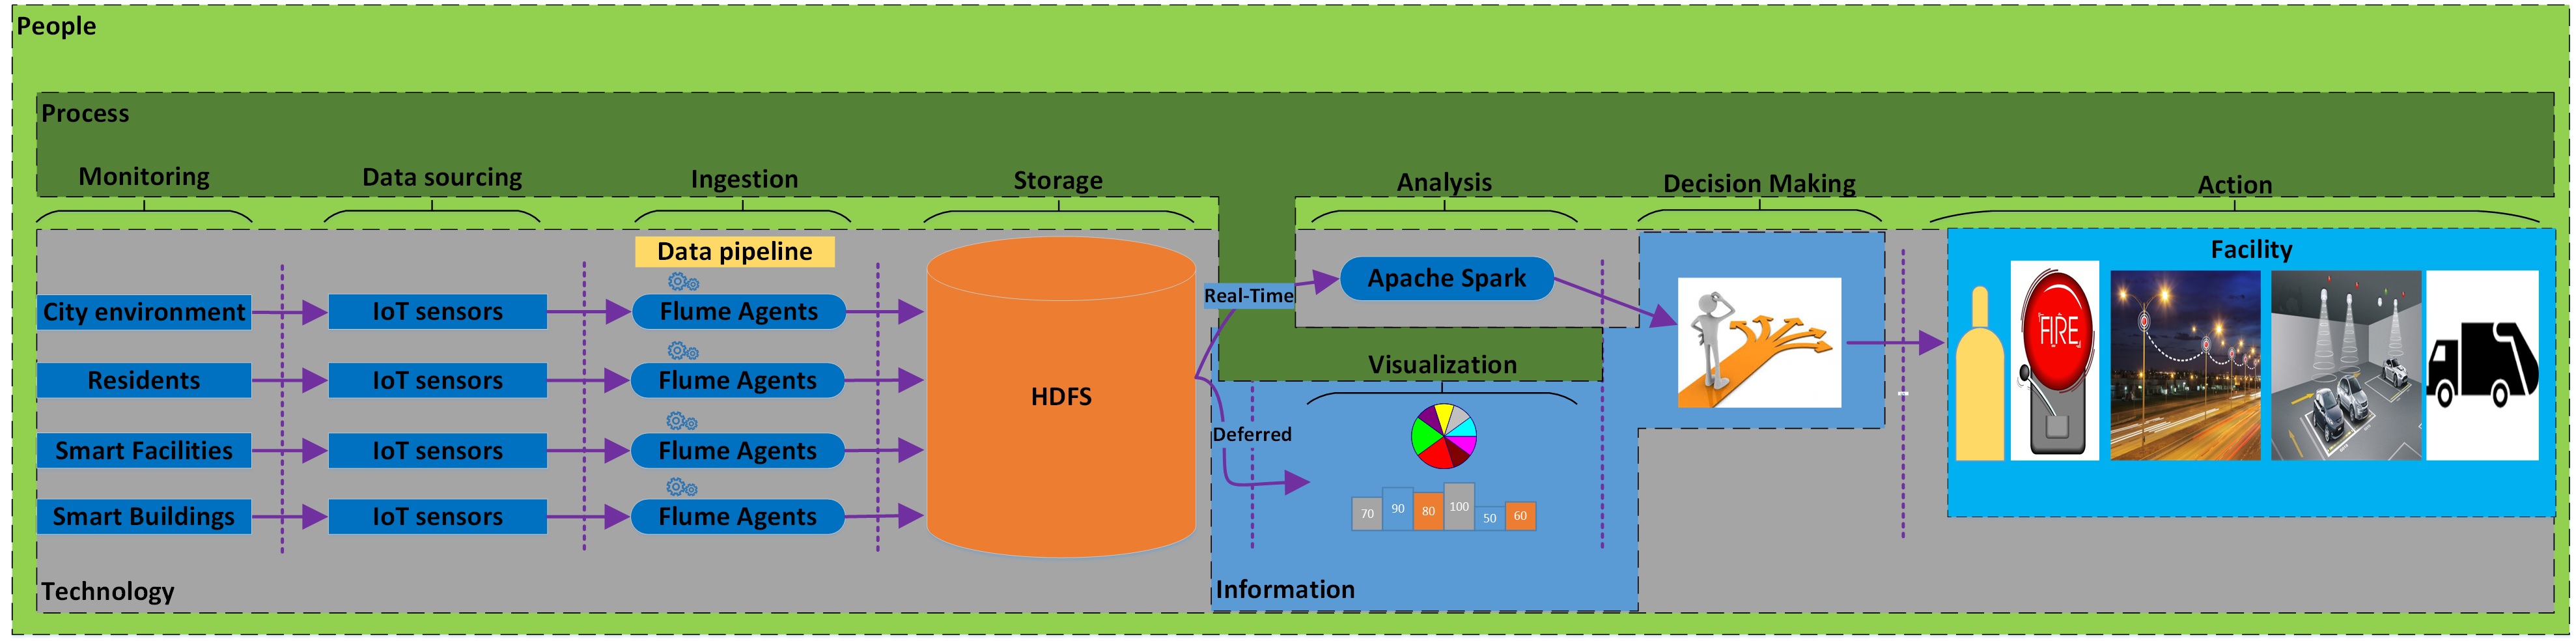 People
Process
Monitoring
Data sourcing
Ingestion
Storage
Analysis
Decision Making
Action
Data pipeline
Facility
City environment
IoT sensors
Flume Agents
Real-Time
Apache Spark
FIRE
Residents
IoT sensors
Flume Agents
HDFS
Visualization
Smart Facilities
IoT sensors
Flume Agents
Deferred
Smart Buildings
IoT sensors
Flume Agents
70
90
80
100
50
60
Technology
Information